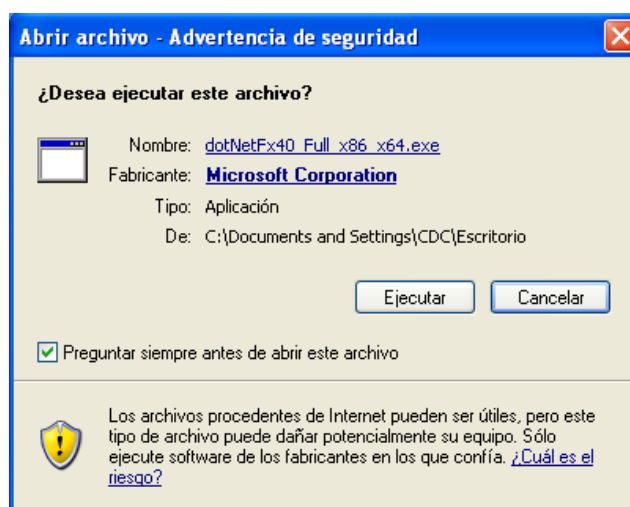 Abrir archivo - Advertencia de seguridad
¿Desea ejecutar este archivo?
Nombre: dotNetFx40_Full_x86_x64.exe
Fabricante: Microsoft Corporation
Tipo: Aplicación
De: C:\Documents and Settings\CDC\Escritorio
Ejecutar Cancelar
Preguntar siempre antes de abrir este archivo
Los archivos procedentes de Internet pueden ser útiles, pero este
tipo de archivo puede dañar potencialmente su equipo. Sólo
ejecute software de los fabricantes en los que confía. ¿Cuál es el
riesgo?